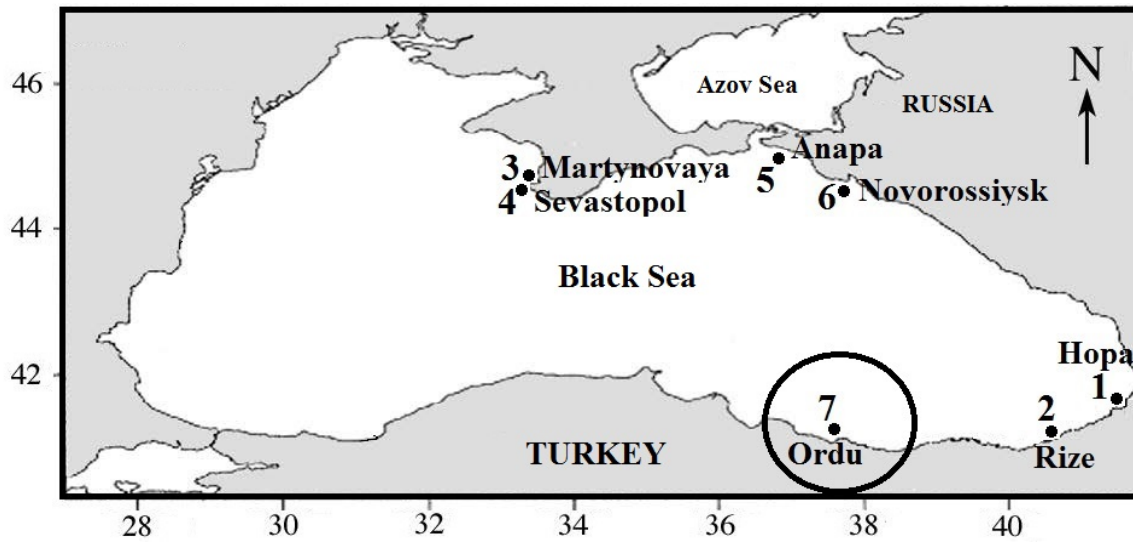 46
44
42
28
30
32
34
36
38
40
Azov Sea
RUSSIA
N
Anapa
5
3
Martynovaya
4
Sevastopol
6
Novorossiysk
Black Sea
Hopa
1
7
Ordu
2
Rize
TURKEY